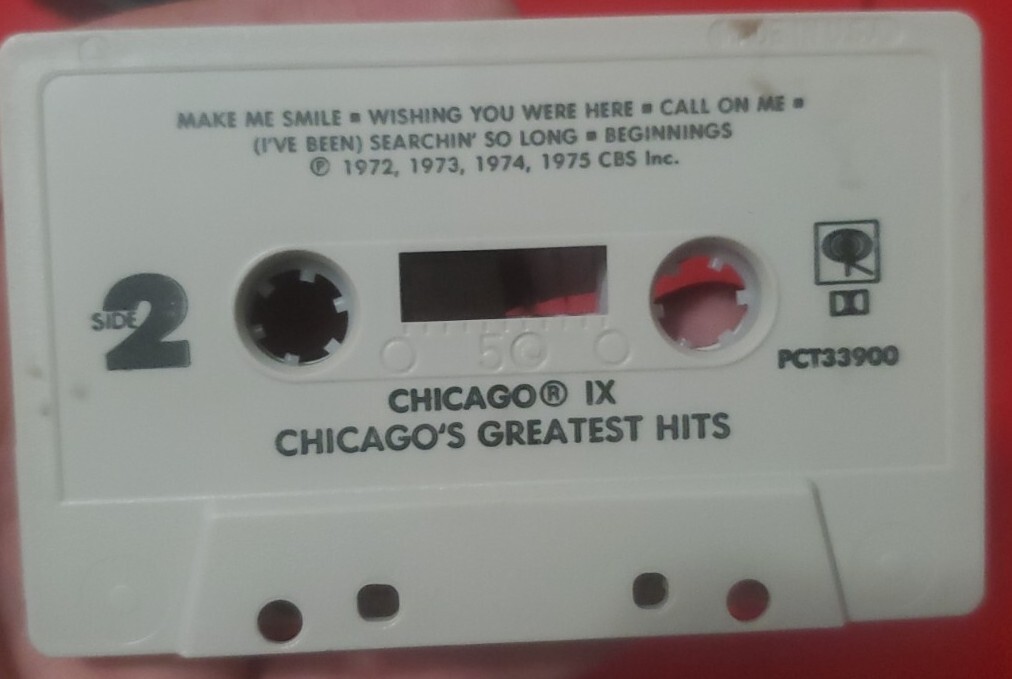 MAKE ME SMILE ▪ WISHING YOU WERE HERE ▪ CALL ON ME ▪
(I'VE BEEN) SEARCHIN' SO LONG ▪ BEGINNINGS
℗ 1972, 1973, 1974, 1975 CBS Inc.
SIDE 2
50
PCT33900
CHICAGO® IX
CHICAGO'S GREATEST HITS